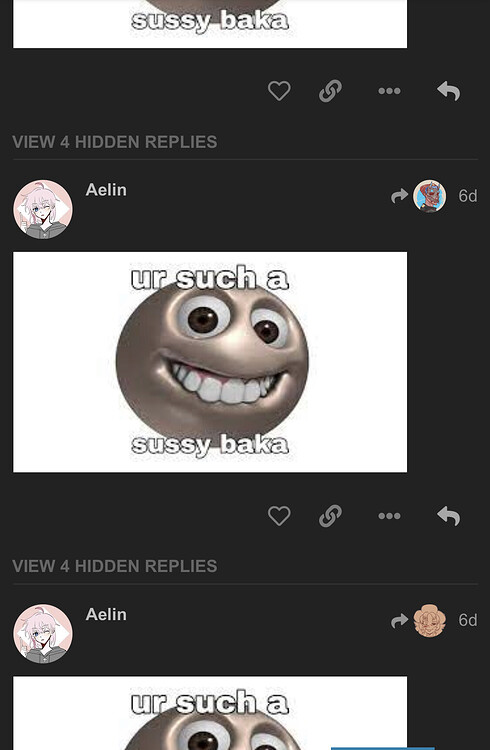 sussy baka
VIEW 4 HIDDEN REPLIES
Aelin
6d
ur such a
sussy baka
VIEW 4 HIDDEN REPLIES
Aelin
6d
ur such a